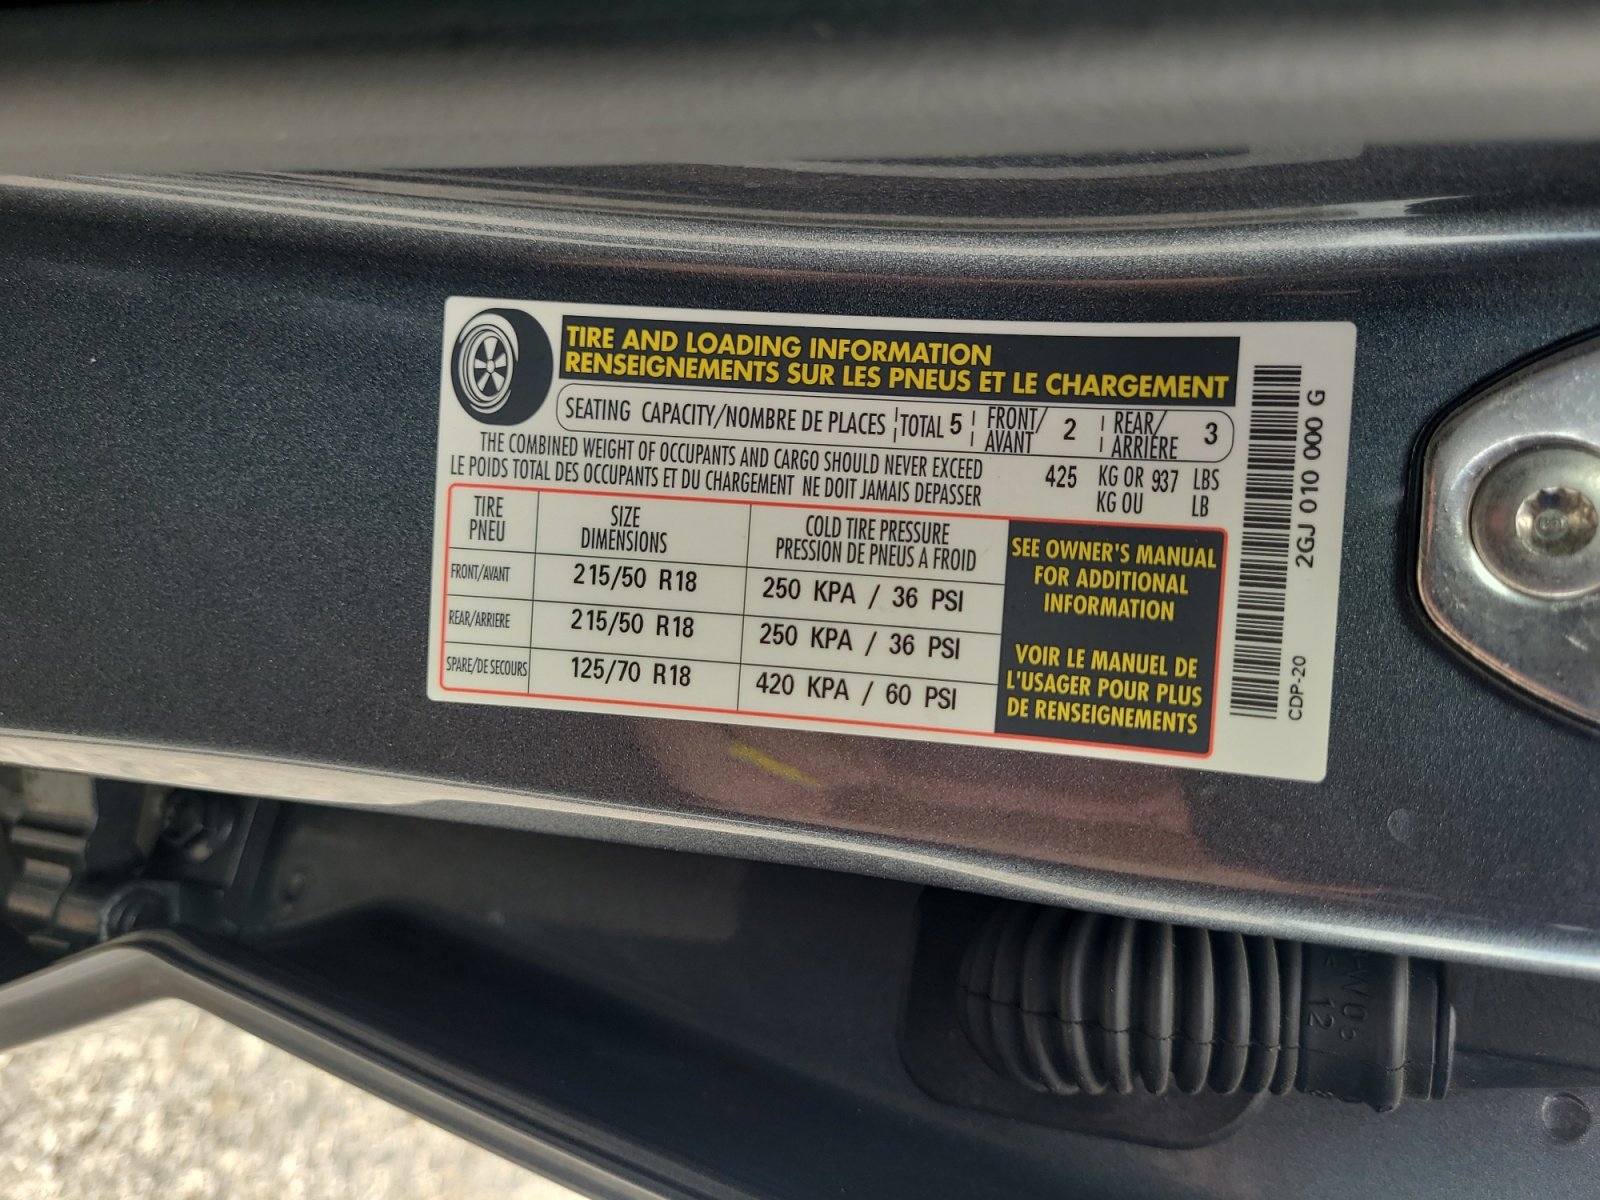 TIRE AND LOADING INFORMATION
RENSEIGNEMENTS SUR LES PNEUS ET LE CHARGEMENT
SEATING CAPACITY/NOMBRE DE PLACES TOTAL 5 FRONT/AVANT 2 REAR/ARRIÈRE 3
THE COMBINED WEIGHT OF OCCUPANTS AND CARGO SHOULD NEVER EXCEED 425 KG OR 937 LBS
LE POIDS TOTAL DES OCCUPANTS ET DU CHARGEMENT NE DOIT JAMAIS DEPASSER KG OU LB
TIRE
PNEU
SIZE
DIMENSIONS
COLD TIRE PRESSURE
PRESSION DE PNEUS A FROID
FRONT/AVANT 215/50 R18 250 KPA / 36 PSI
REAR/ARRIERE 215/50 R18 250 KPA / 36 PSI
SPARE/DE SECOURS 125/70 R18 420 KPA / 60 PSI
SEE OWNER'S MANUAL
FOR ADDITIONAL
INFORMATION
VOIR LE MANUEL DE
L'USAGER POUR PLUS
DE RENSEIGNEMENTS
CDP-20
2GJ 010 000 G
12